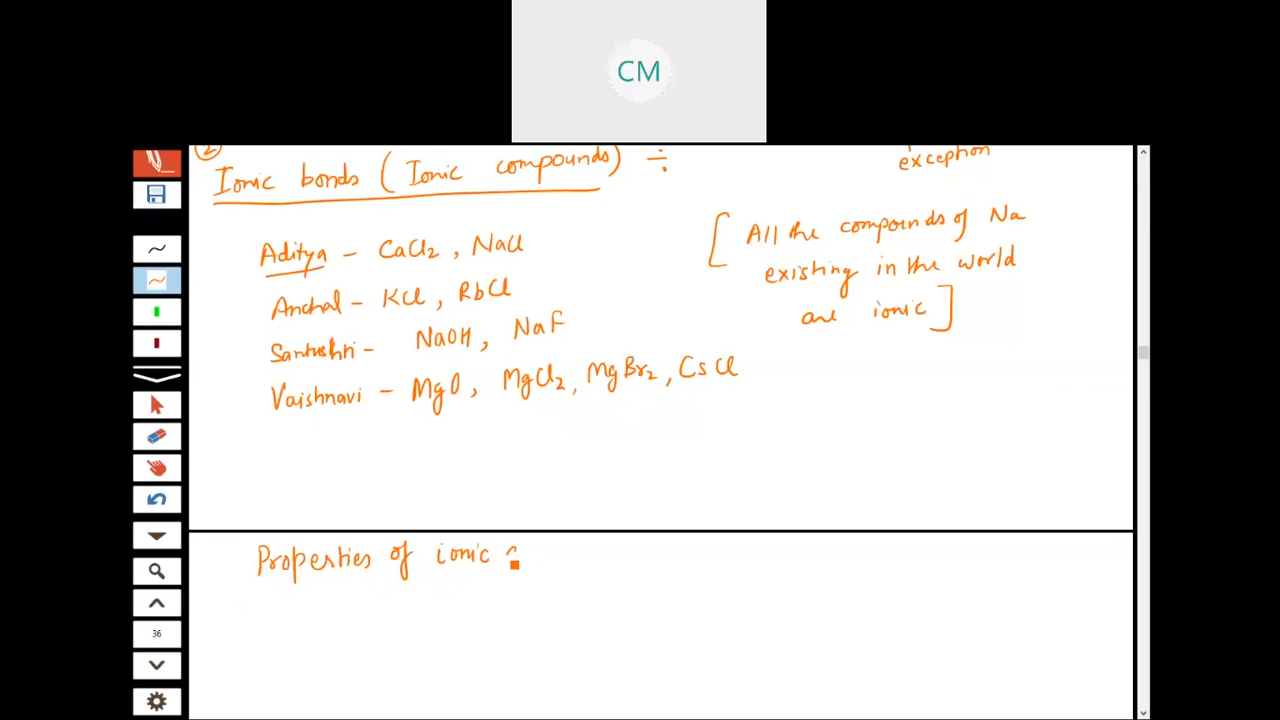 CM
2
Ionic bonds (Ionic compounds) ÷
exception
Aditya - CaCl2, NaCl
[All the compounds of Na
existing in the world
are ionic]
Anchal - KCl, RbCl
Santushti - NaOH, NaF
Vaishnavi - MgO, MgCl2, MgBr2, CsCl
Properties of ionic
36